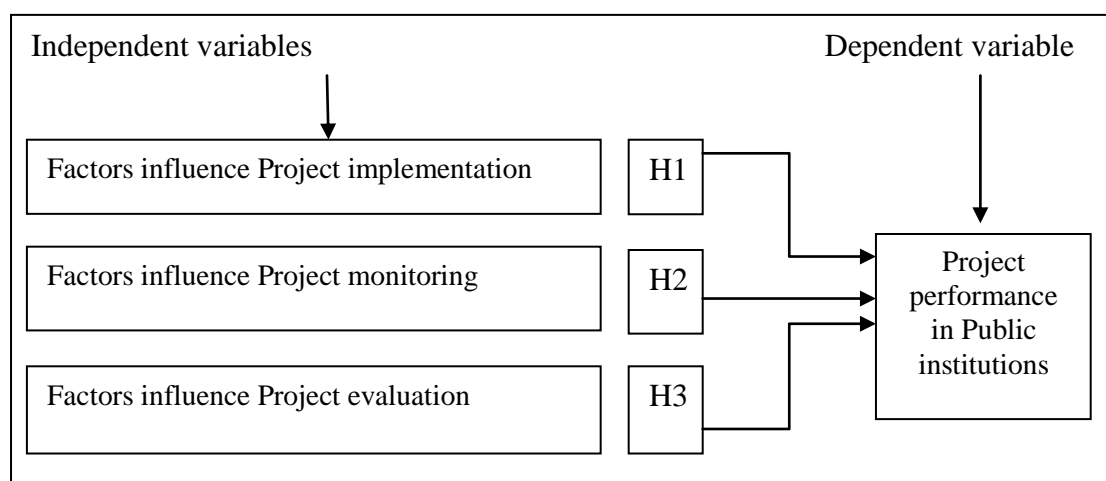 Independent variables
Dependent variable
Factors influence Project implementation
H1
Factors influence Project monitoring
H2
Factors influence Project evaluation
H3
Project
performance
in Public
institutions